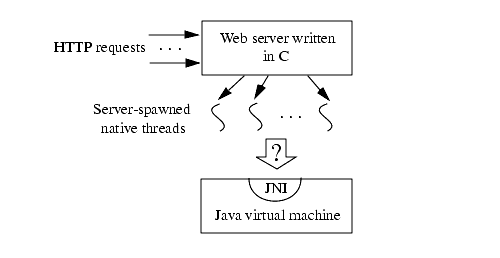 Web server written
in C
HTTP requests
. . .
Server-spawned
native threads
. . .
?
JNI
Java virtual machine